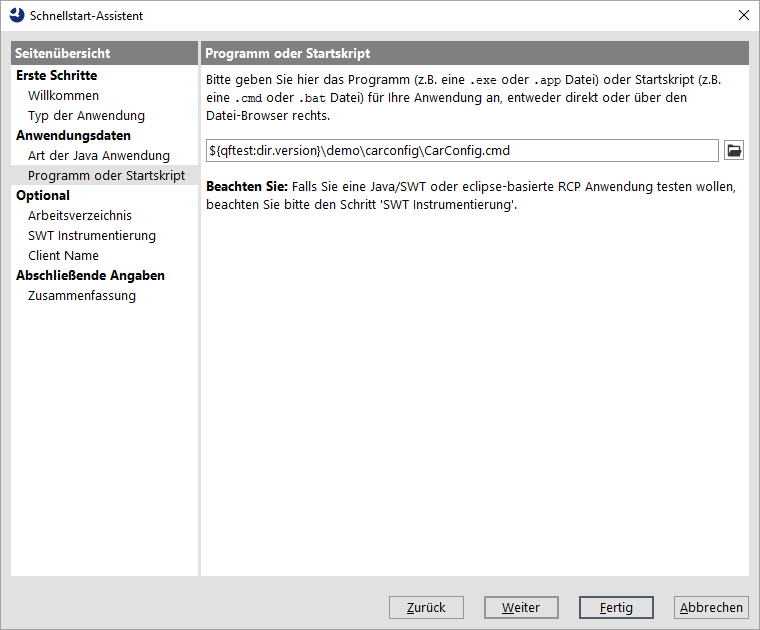 Schnellstart-Assistent
Seitenübersicht
Erste Schritte
Willkommen
Typ der Anwendung
Anwendungsdaten
Art der Java Anwendung
Programm oder Startskript
Optional
Arbeitsverzeichnis
SWT Instrumentierung
Client Name
Abschließende Angaben
Zusammenfassung
Programm oder Startskript
Bitte geben Sie hier das Programm (z.B. eine .exe oder .app Datei) oder Startskript (z.B.
eine .cmd oder .bat Datei) für Ihre Anwendung an, entweder direkt oder über den
Datei-Browser rechts.
${qftest:dir.version}\demo\carconfig\CarConfig.cmd
Beachten Sie: Falls Sie eine Java/SWT oder eclipse-basierte RCP Anwendung testen wollen,
beachten Sie bitte den Schritt 'SWT Instrumentierung'.
Zurück
Weiter
Fertig
Abbrechen